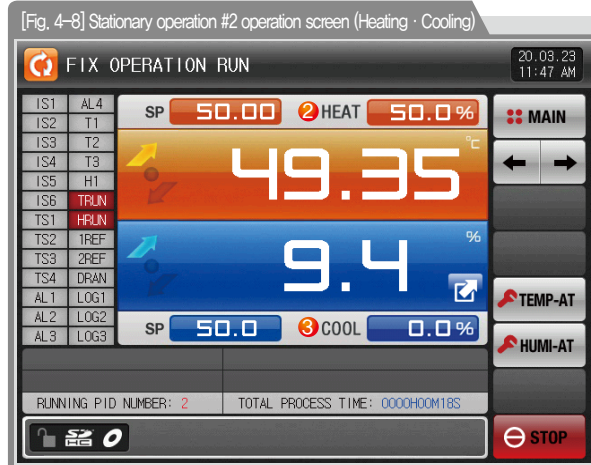 [Fig. 4-8] Stationary operation #2 operation screen (Heating · Cooling)
FIX OPERATION RUN
20.03.23
11:47 AM
IS1 AL4
IS2 T1
IS3 T2
IS4 T3
IS5 H1
IS6 TRUN
TS1 HRUN
TS2 1REF
TS3 2REF
TS4 DRAN
AL1 LOG1
AL2 LOG2
AL3 LOG3
SP 50.00 2 HEAT 50.0 %
49.35 °C
9.4 %
SP 50.0 3 COOL 0.0 %
RUNNING PID NUMBER: 2
TOTAL PROCESS TIME: 0000H00M18S
MAIN
TEMP-AT
HUMI-AT
STOP
SD
HC